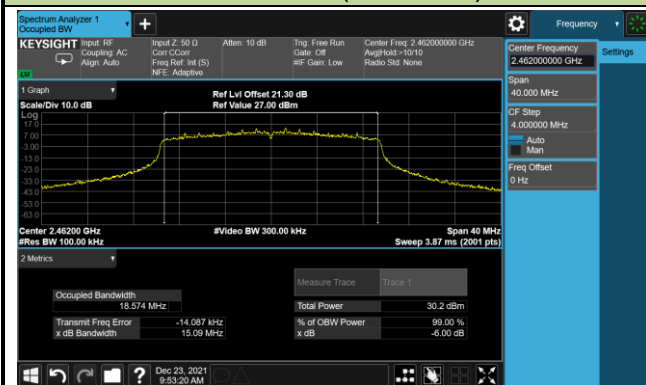 Spectrum Analyzer 1
Occupied BW
Frequency
KEYSIGHT
Input: RF
Coupling: AC
Align: Auto
Input Z: 50 Ω
Corr CCorr
Freq Ref: Int (S)
NFE: Adaptive
Atten: 10 dB
Trig: Free Run
Gate: Off
#IF Gain: Low
Center Freq: 2.462000000 GHz
Avg|Hold:>10/10
Radio Std: None
Center Frequency
2.462000000 GHz
Settings
Span
40.000 MHz
CF Step
4.000000 MHz
Auto
Man
Freq Offset
0 Hz
1 Graph
Scale/Div 10.0 dB
Ref Lvl Offset 21.30 dB
Ref Value 27.00 dBm
Log
17.0
7.00
-3.00
-13.0
-23.0
-33.0
-43.0
-53.0
-63.0
Center 2.46200 GHz
#Video BW 300.00 kHz
Span 40 MHz
#Res BW 100.00 kHz
Sweep 3.87 ms (2001 pts)
2 Metrics
Measure Trace
Trace 1
Occupied Bandwidth
18.574 MHz
Total Power
30.2 dBm
Transmit Freq Error
-14.087 kHz
% of OBW Power
99.00 %
x dB Bandwidth
15.09 MHz
x dB
-6.00 dB
Dec 23, 2021
9:53:20 AM